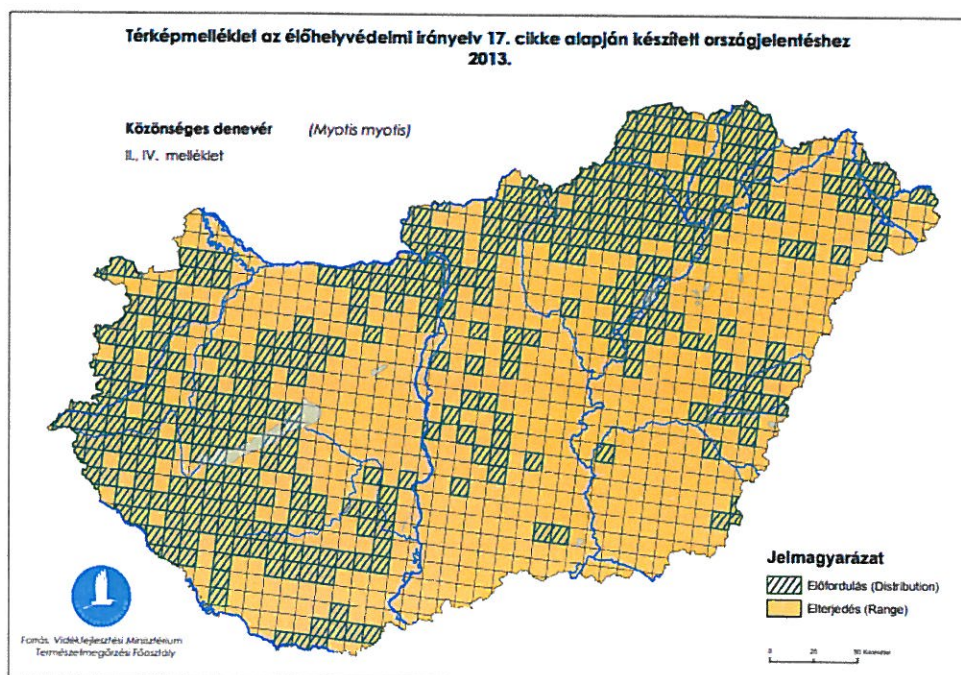 Térképmelléklet az élőhelyvédelmi irányelv 17. cikke alapján készített országjelentéshez
2013.
Közönséges denevér (Myotis myotis)
II., IV. melléklet
Jelmagyarázat
Előfordulás (Distribution)
Elterjedés (Range)
Forrás: Vidékfejlesztési Minisztérium
Természetmegőrzési Főosztály
0 25 50 Kilométer